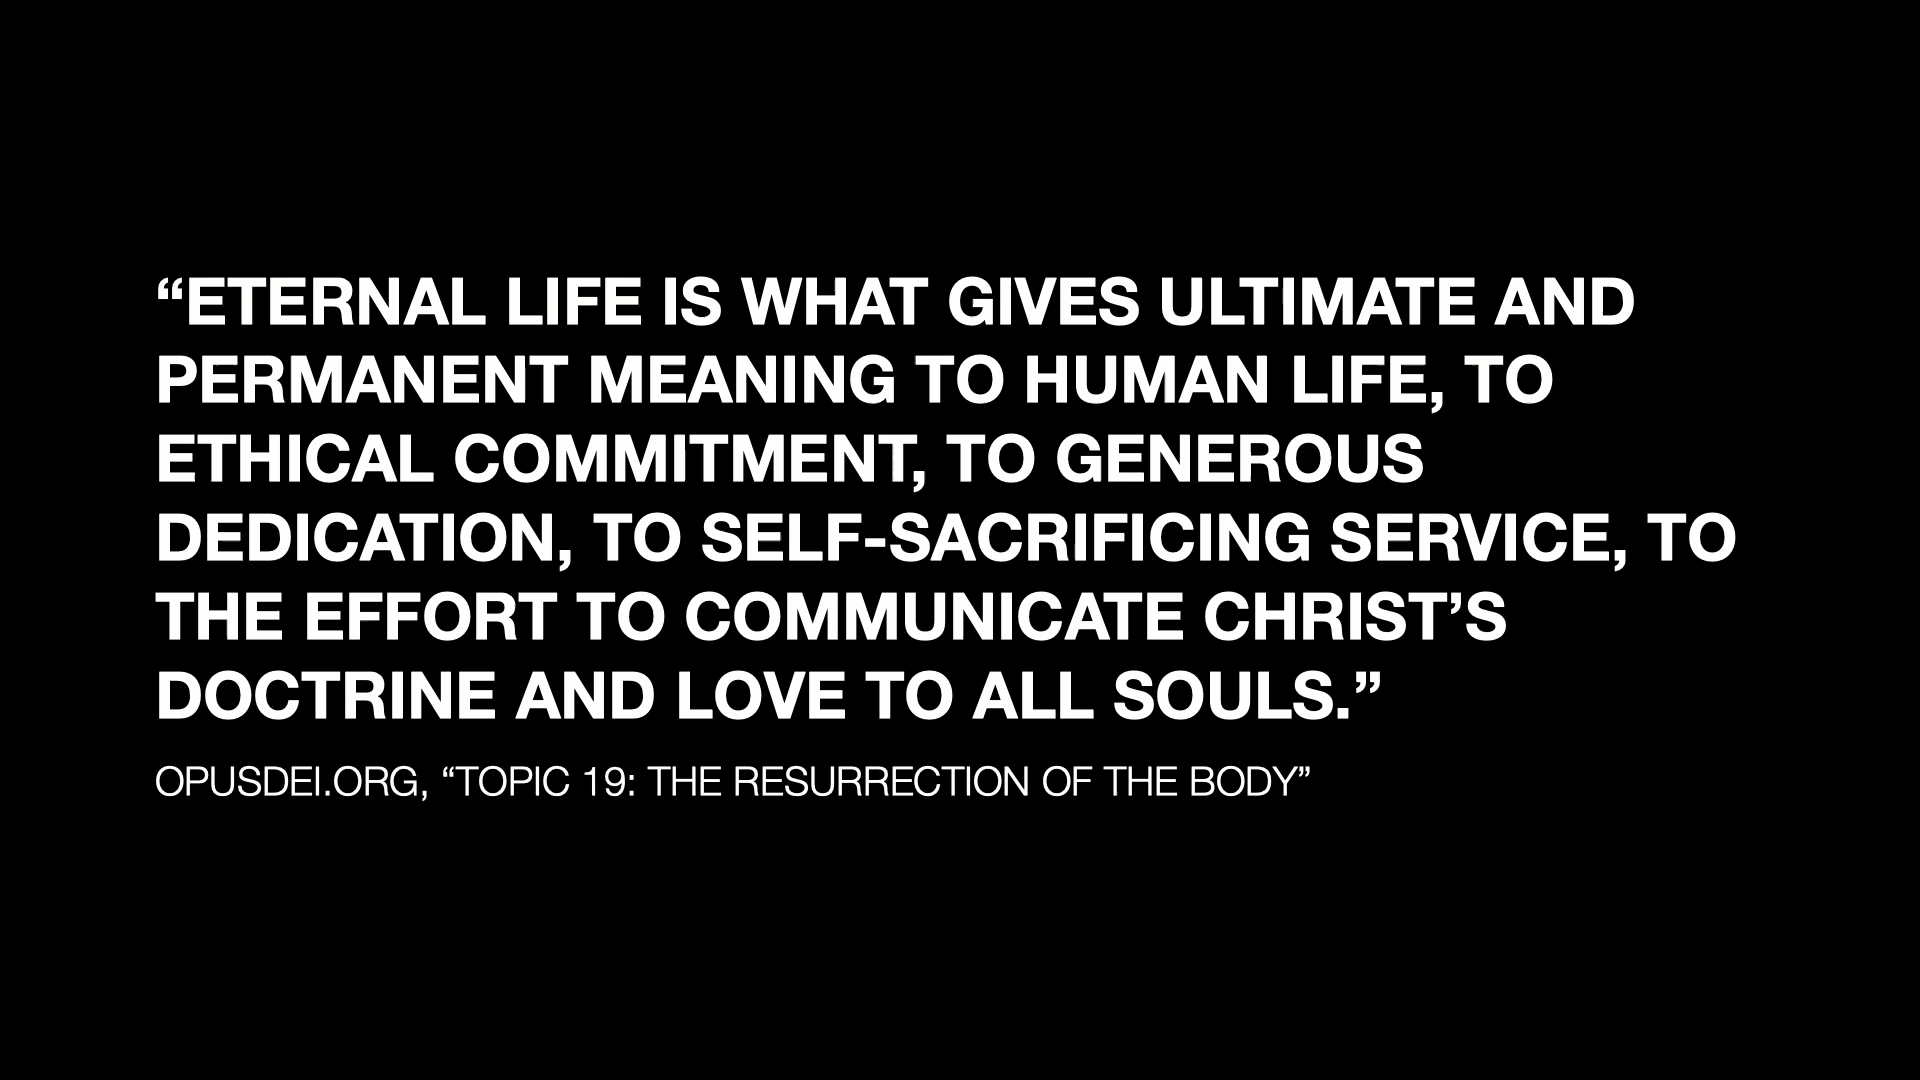 “ETERNAL LIFE IS WHAT GIVES ULTIMATE AND
PERMANENT MEANING TO HUMAN LIFE, TO
ETHICAL COMMITMENT, TO GENEROUS
DEDICATION, TO SELF-SACRIFICING SERVICE, TO
THE EFFORT TO COMMUNICATE CHRIST’S
DOCTRINE AND LOVE TO ALL SOULS.”
OPUSDEI.ORG, “TOPIC 19: THE RESURRECTION OF THE BODY”